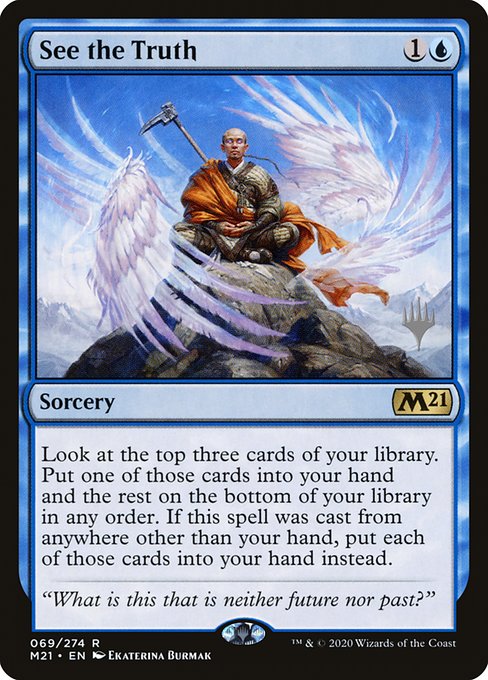 See the Truth 1
Sorcery M21
Look at the top three cards of your library.
Put one of those cards into your hand
and the rest on the bottom of your library
in any order. If this spell was cast from
anywhere other than your hand, put each
of those cards into your hand instead.
“What is this that is neither future nor past?”
069/274 R ™ & © 2020 Wizards of the Coast
M21 • EN Ekaterina Burmak